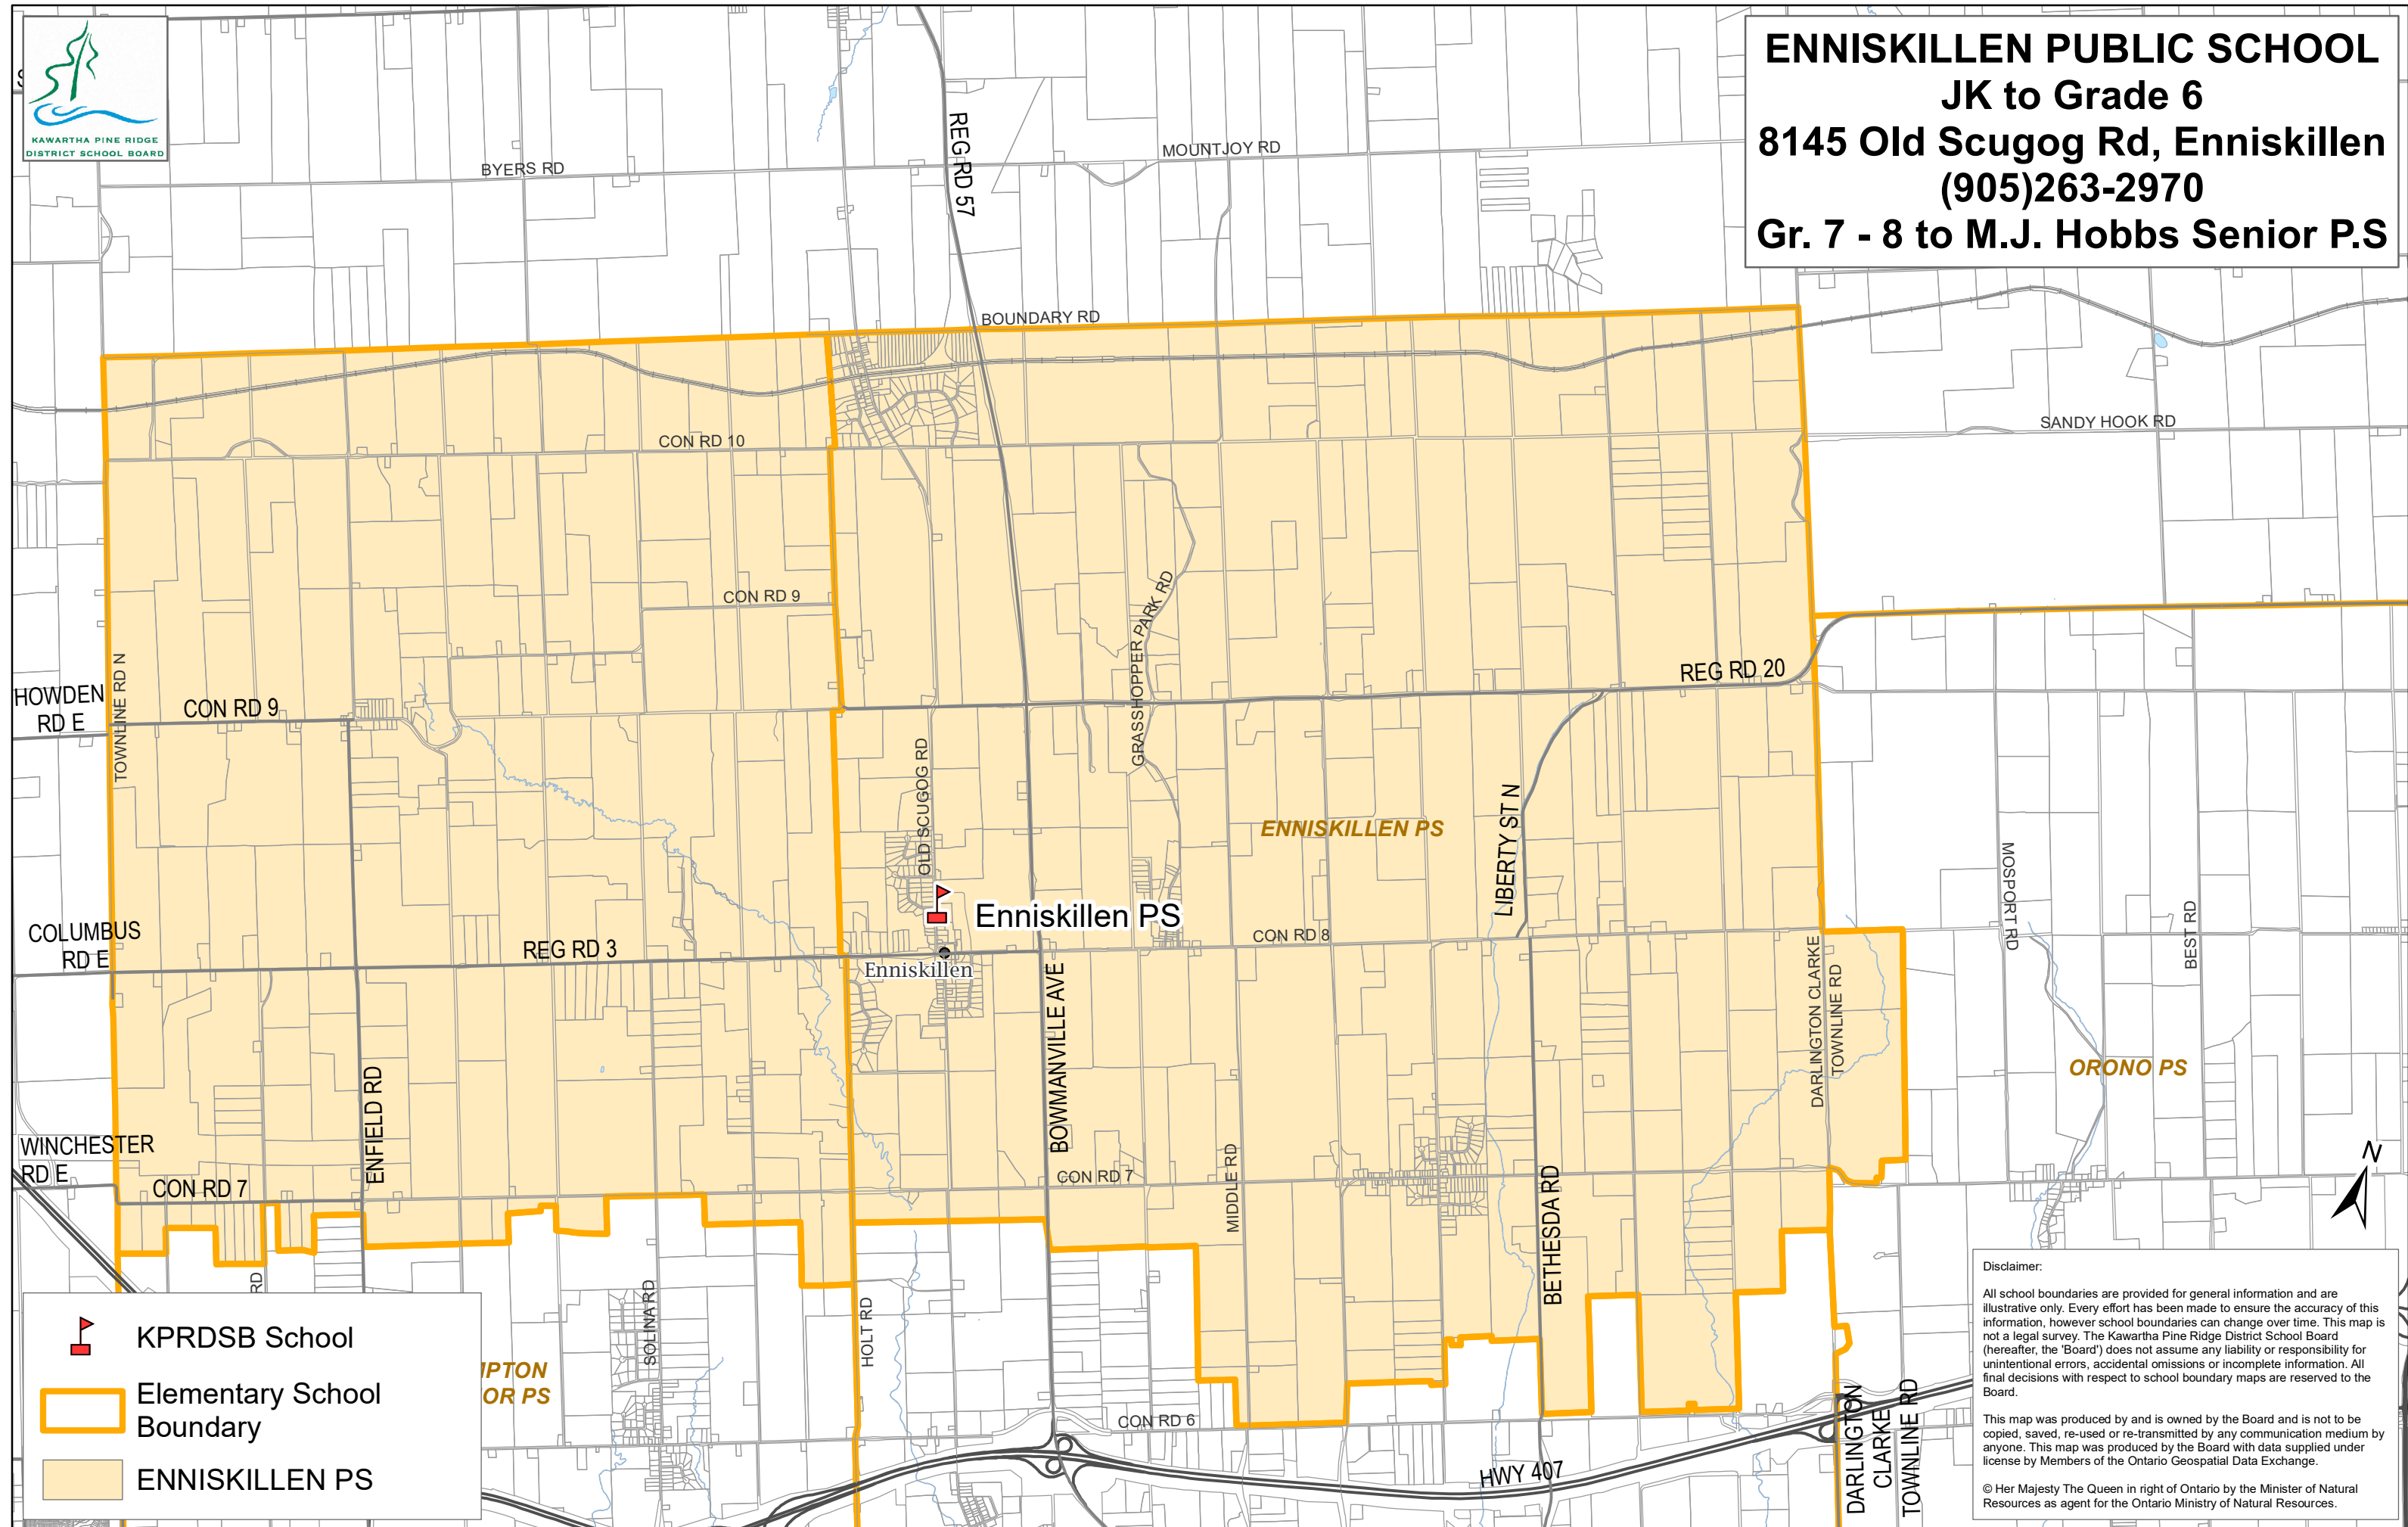 KAWARTHA PINE RIDGE
DISTRICT SCHOOL BOARD
ENNISKILLEN PUBLIC SCHOOL
JK to Grade 6
8145 Old Scugog Rd, Enniskillen
(905)263-2970
Gr. 7 - 8 to M.J. Hobbs Senior P.S
REG RD 57
MOUNTJOY RD
BYERS RD
BOUNDARY RD
SANDY HOOK RD
CON RD 10
CON RD 9
GRASSHOPPER PARK RD
TOWNLINE RD N
HOWDEN
RD E
CON RD 9
REG RD 20
OLD SCUGOG RD
ENNISKILLEN PS
LIBERTY ST N
MOSPORT RD
BEST RD
Enniskillen PS
COLUMBUS
RD E
REG RD 3
CON RD 8
Enniskillen
BOWMANVILLE AVE
DARLINGTON CLARKE
TOWNLINE RD
ORONO PS
ENFIELD RD
WINCHESTER
RD E
CON RD 7
CON RD 7
MIDDLE RD
BETHESDA RD
N
RD
SOLINA RD
HOLT RD
IPTON
OR PS
CON RD 6
HWY 407
DARLINGTON
CLARKE
TOWNLINE RD
KPRDSB School
Elementary School
Boundary
ENNISKILLEN PS
Disclaimer:
All school boundaries are provided for general information and are
illustrative only. Every effort has been made to ensure the accuracy of this
information, however school boundaries can change over time. This map is
not a legal survey. The Kawartha Pine Ridge District School Board
(hereafter, the 'Board') does not assume any liability or responsibility for
unintentional errors, accidental omissions or incomplete information. All
final decisions with respect to school boundary maps are reserved to the
Board.
This map was produced by and is owned by the Board and is not to be
copied, saved, re-used or re-transmitted by any communication medium by
anyone. This map was produced by the Board with data supplied under
license by Members of the Ontario Geospatial Data Exchange.
© Her Majesty The Queen in right of Ontario by the Minister of Natural
Resources as agent for the Ontario Ministry of Natural Resources.